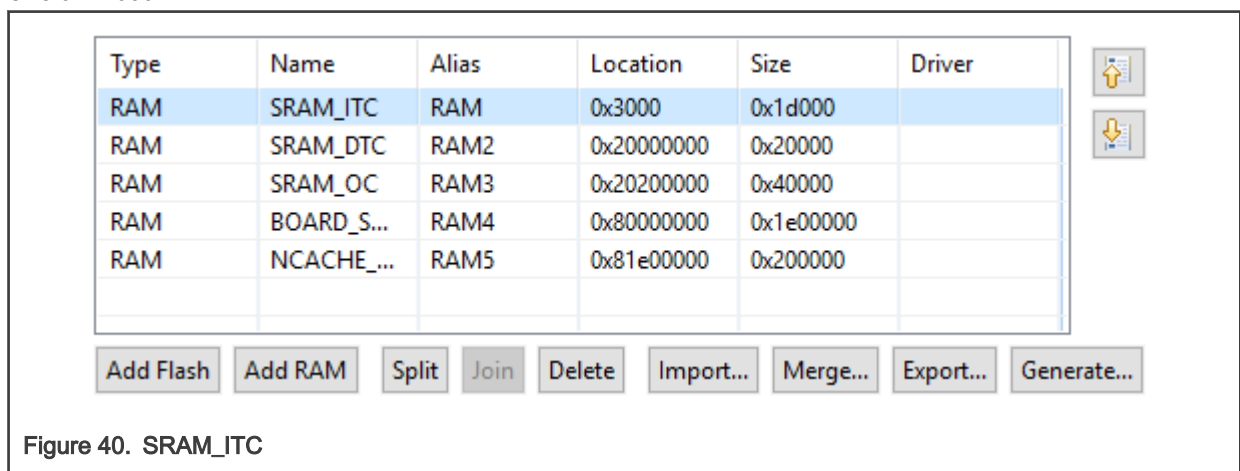 Type Name Alias Location Size Driver
RAM SRAM_ITC RAM 0x3000 0x1d000
RAM SRAM_DTC RAM2 0x20000000 0x20000
RAM SRAM_OC RAM3 0x20200000 0x40000
RAM BOARD_S... RAM4 0x80000000 0x1e00000
RAM NCACHE_... RAM5 0x81e00000 0x200000
Add Flash Add RAM Split Join Delete Import... Merge... Export... Generate...
Figure 40. SRAM_ITC